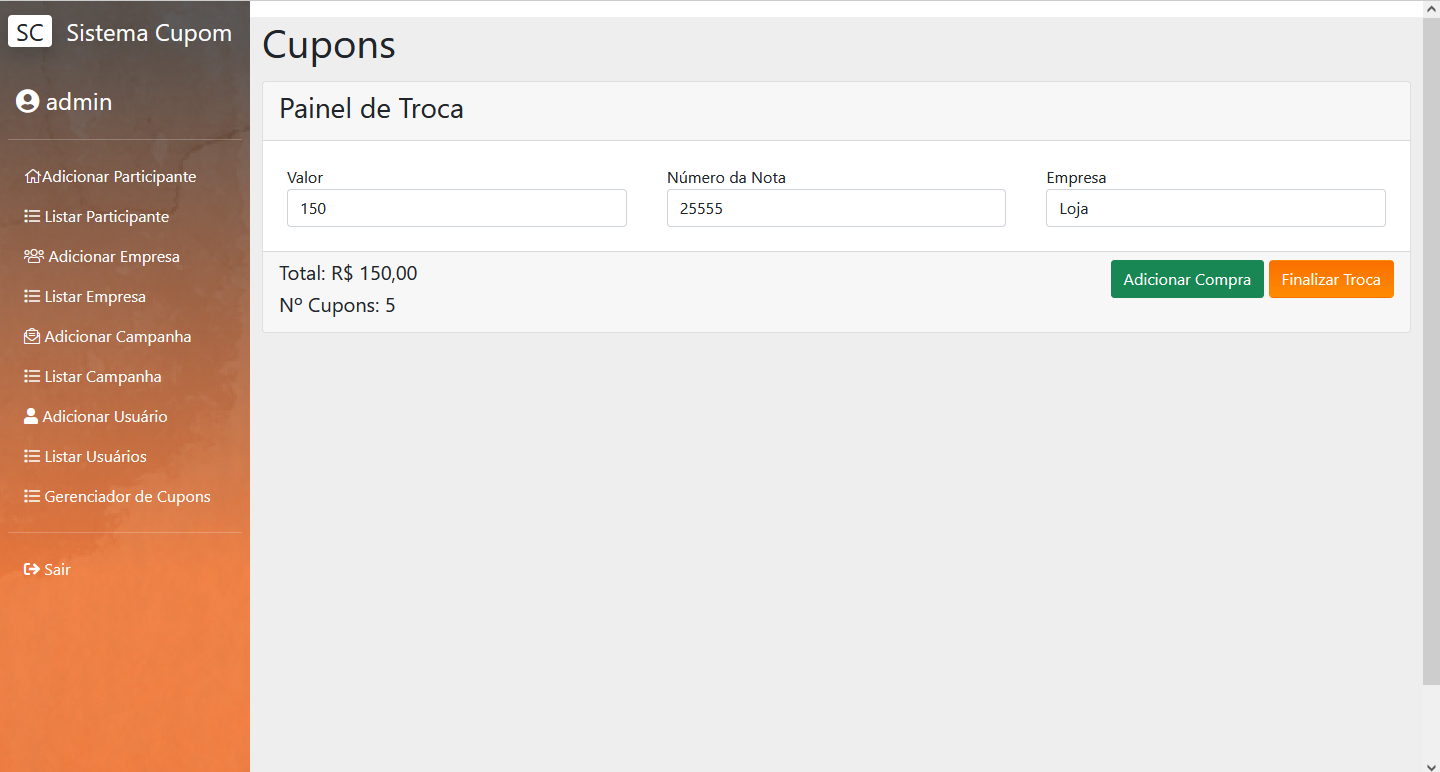 SC Sistema Cupom
admin
Adicionar Participante
Listar Participante
Adicionar Empresa
Listar Empresa
Adicionar Campanha
Listar Campanha
Adicionar Usuário
Listar Usuários
Gerenciador de Cupons
Sair
Cupons
Painel de Troca
Valor Número da Nota Empresa
150 25555 Loja
Total: R$ 150,00
Nº Cupons: 5
Adicionar Compra Finalizar Troca